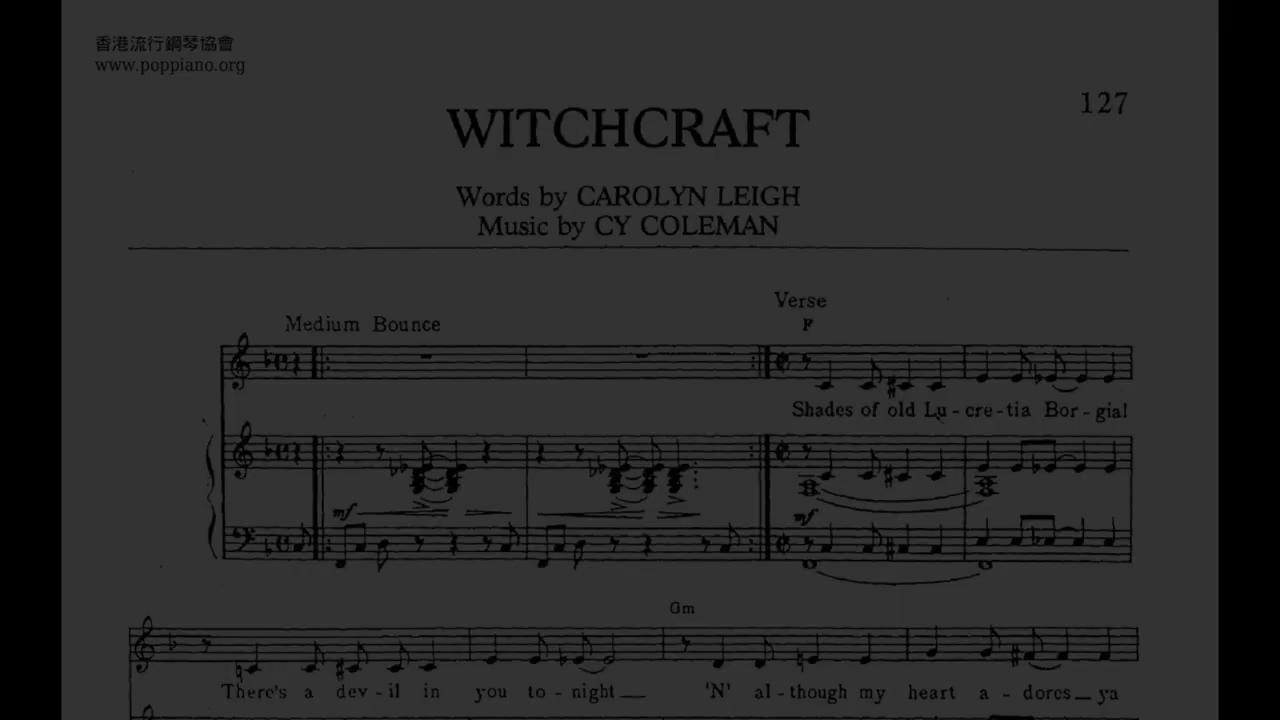 香港流行鋼琴協會
www.poppiano.org
127
WITCHCRAFT
Words by CAROLYN LEIGH
Music by CY COLEMAN
Verse
Medium Bounce
F
Shades of old Lu-cre-tia Bor-gia!
mf
mf
Gm
There's a dev-il in you to-night 'N' al-though my heart a-dores ya